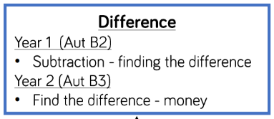 Difference
Year 1 (Aut B2)
• Subtraction - finding the difference
Year 2 (Aut B3)
• Find the difference - money